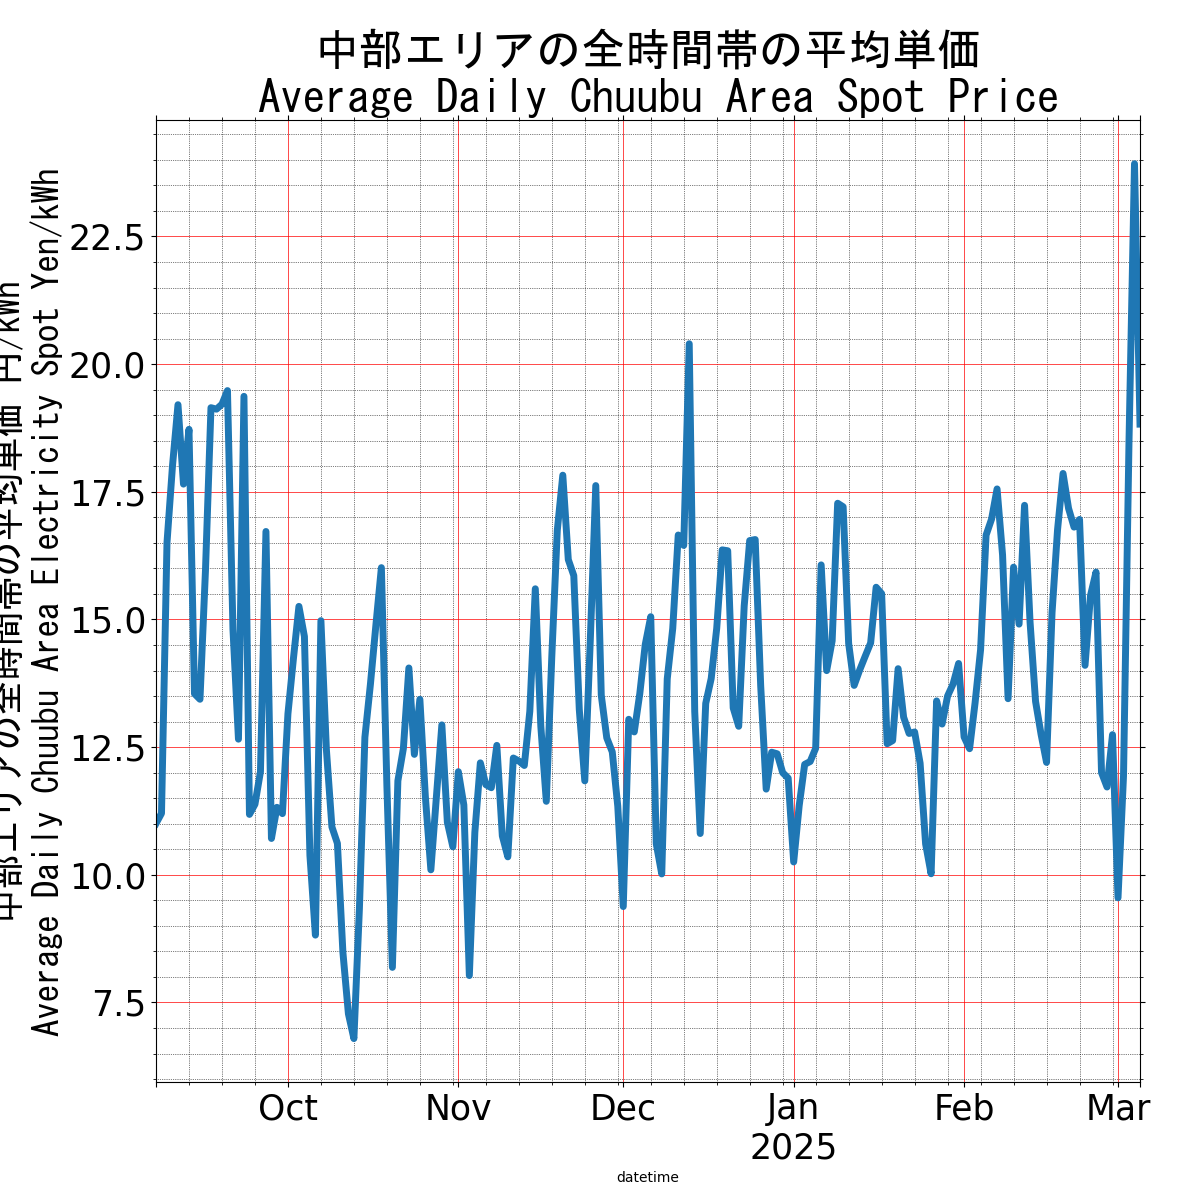 中部エリアの全時間帯の平均単価
Average Daily Chuubu Area Spot Price
中部エリアの全時間帯の平均単価 円/kWh
Average Daily Chuubu Area Electricity Spot Yen/kWh
22.5
20.0
17.5
15.0
12.5
10.0
7.5
Oct
Nov
Dec
Jan
2025
Feb
Mar
datetime